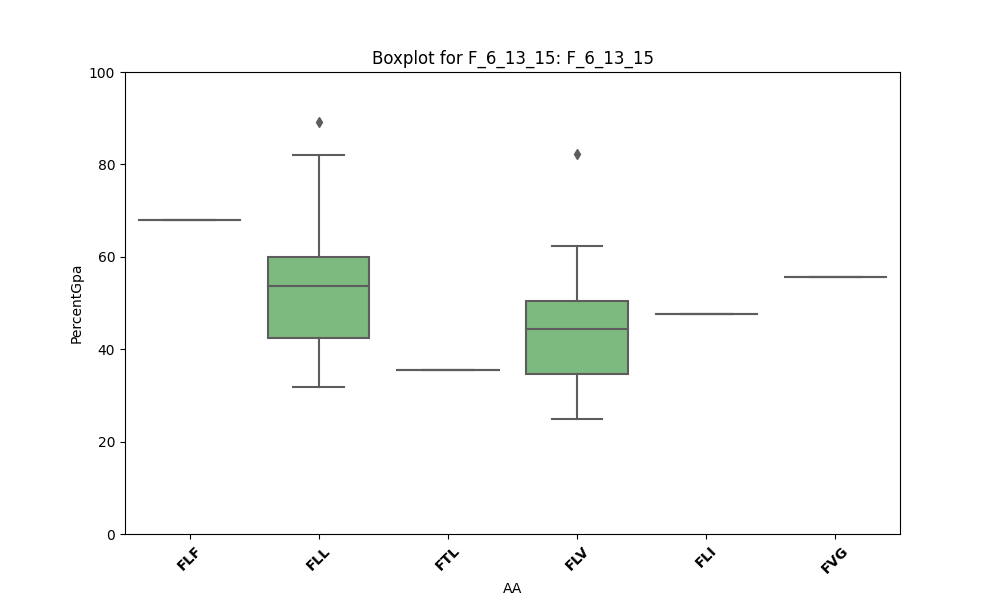 Boxplot for F_6_13_15: F_6_13_15
100
80
60
40
20
0
PercentGpa
FLF
FLL
FTL
FLV
FLI
FVG
AA